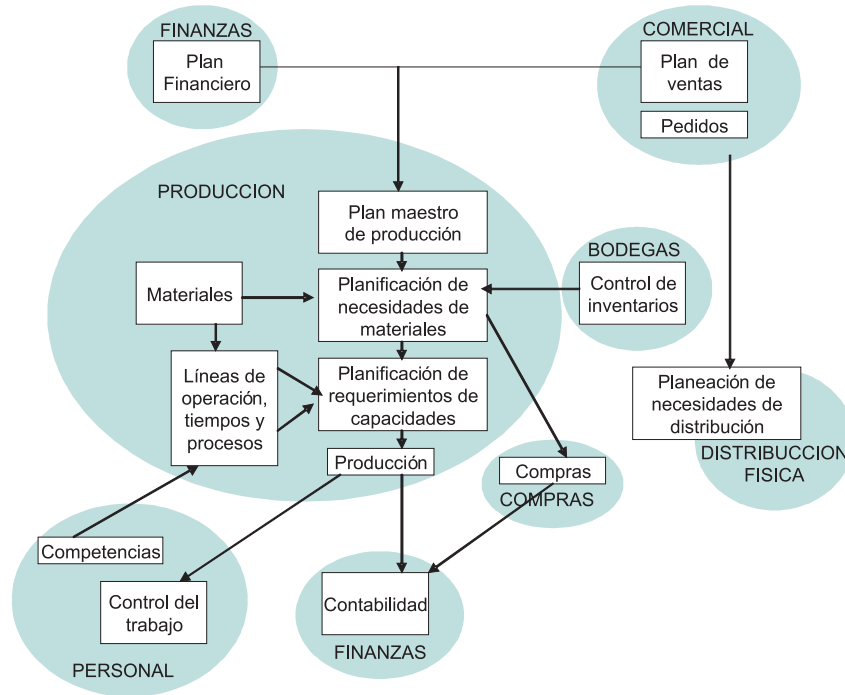 FINANZAS
Plan
Financiero
COMERCIAL
Plan de
ventas
Pedidos
PRODUCCION
Plan maestro
de producción
BODEGAS
Control de
inventarios
Materiales
Planificación de
necesidades de
materiales
Líneas de
operación,
tiempos y
procesos
Planificación de
requerimientos de
capacidades
Planeación de
necesidades de
distribución
DISTRIBUCCION
FISICA
Producción
Compras
COMPRAS
Competencias
Control del
trabajo
PERSONAL
Contabilidad
FINANZAS